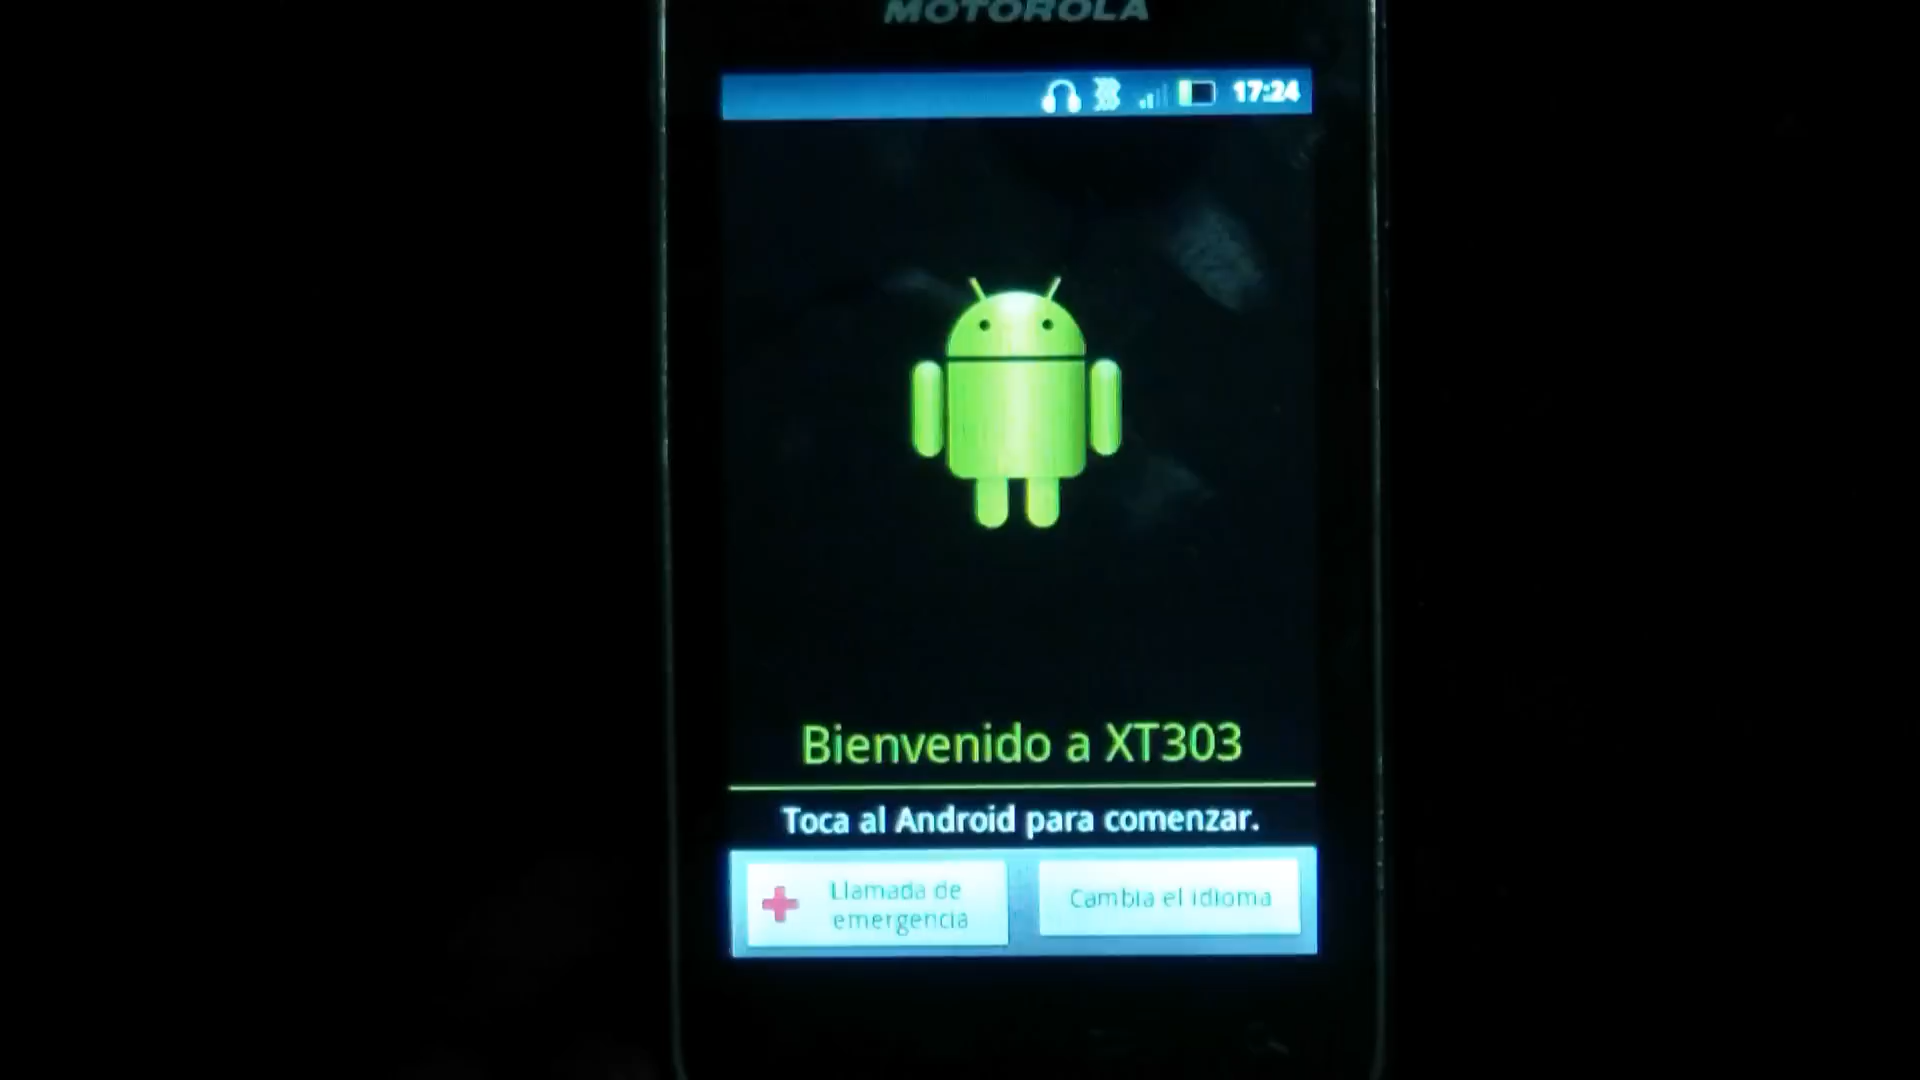 MOTOROLA
17:24
Bienvenido a XT303
Toca al Android para comenzar.
Llamada de
emergencia
Cambia el idioma